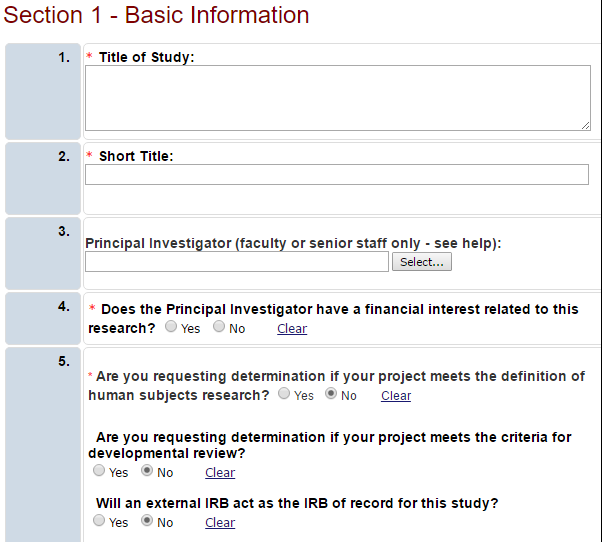 Section 1 - Basic Information
1. * Title of Study:
2. * Short Title:
3.
Principal Investigator (faculty or senior staff only - see help):
Select...
4. * Does the Principal Investigator have a financial interest related to this
research? Yes No Clear
5.
* Are you requesting determination if your project meets the definition of
human subjects research? Yes No Clear
Are you requesting determination if your project meets the criteria for
developmental review?
Yes No Clear
Will an external IRB act as the IRB of record for this study?
Yes No Clear